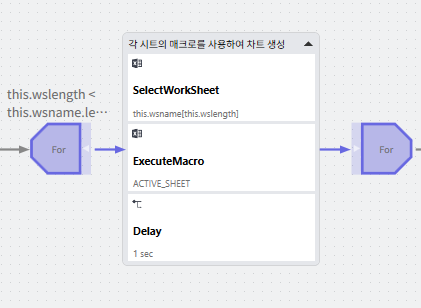 각 시트의 매크로를 사용하여 차트 생성
SelectWorkSheet
this.wsname[this.wslength]
this.wslength <
this.wsname.le…
For
ExecuteMacro
ACTIVE_SHEET
For
Delay
1 sec